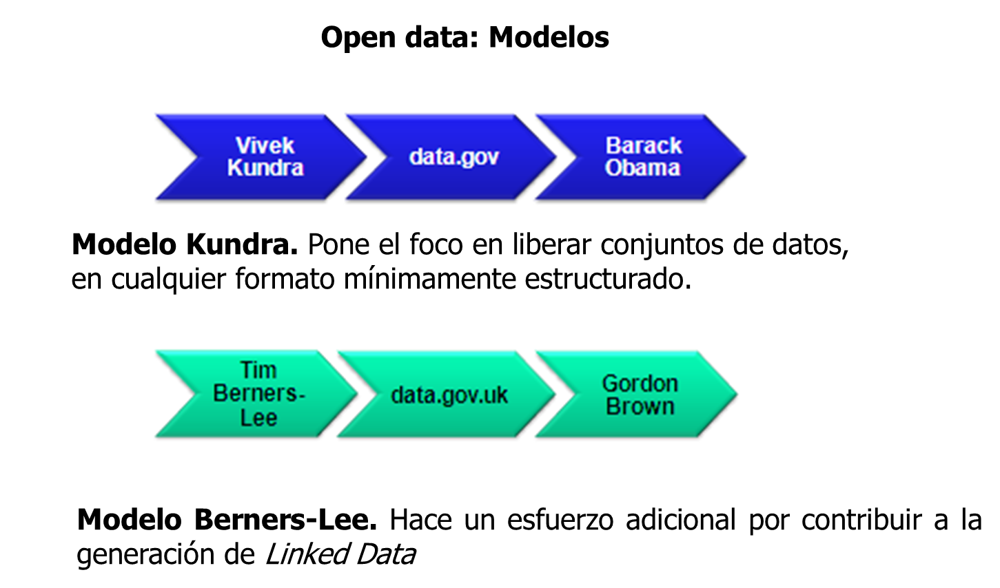 Open data: Modelos
Vivek
Kundra
data.gov
Barack
Obama
Modelo Kundra. Pone el foco en liberar conjuntos de datos,
en cualquier formato mínimamente estructurado.
Tim
Berners-
Lee
data.gov.uk
Gordon
Brown
Modelo Berners-Lee. Hace un esfuerzo adicional por contribuir a la
generación de Linked Data